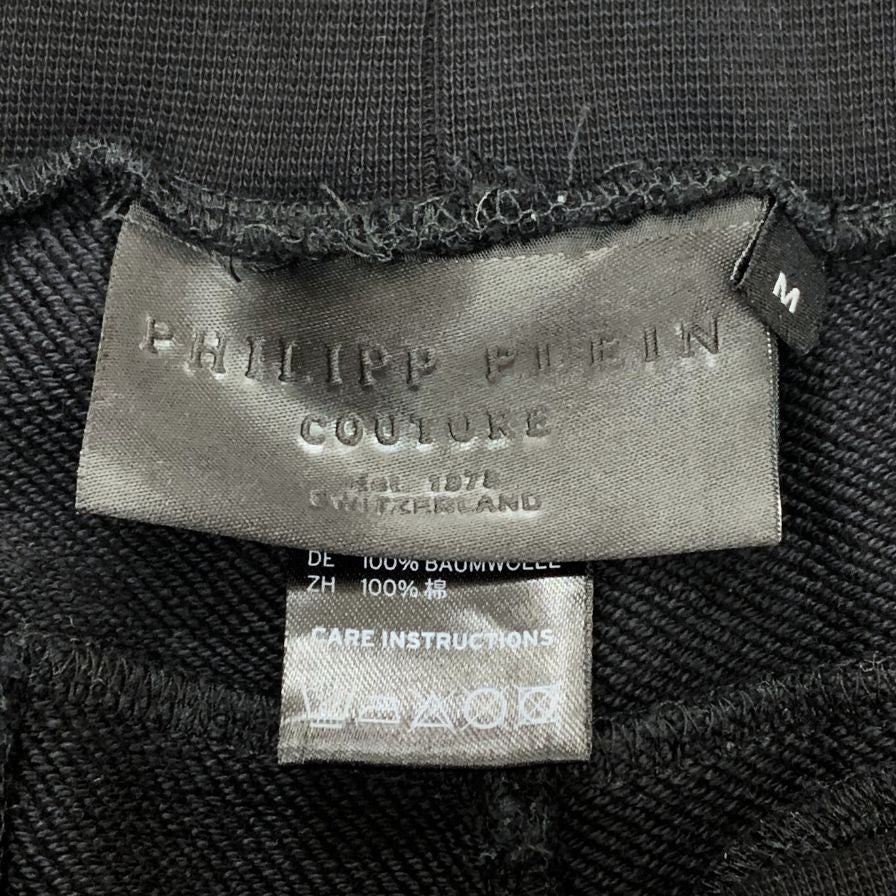 PHILIPP PLEIN
COUTURE
EST. 1978
SWITZERLAND
M
DE 100% BAUMWOLLE
ZH 100% 棉
CARE INSTRUCTIONS